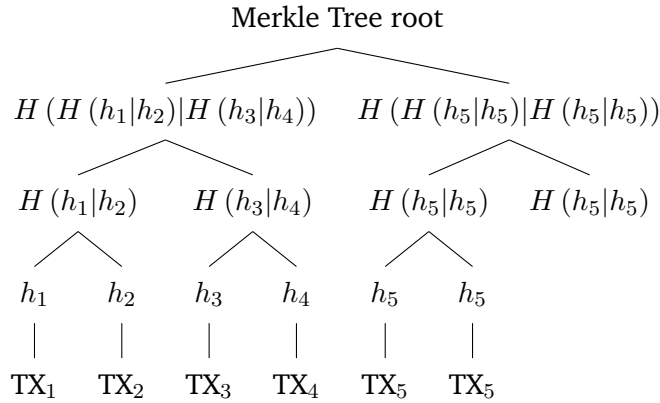 Merkle Tree root
H (H (h₁|h₂)|H (h₃|h₄)) H (H (h₅|h₅)|H (h₅|h₅))
H (h₁|h₂) H (h₃|h₄) H (h₅|h₅) H (h₅|h₅)
h₁ h₂ h₃ h₄ h₅ h₅
TX₁ TX₂ TX₃ TX₄ TX₅ TX₅